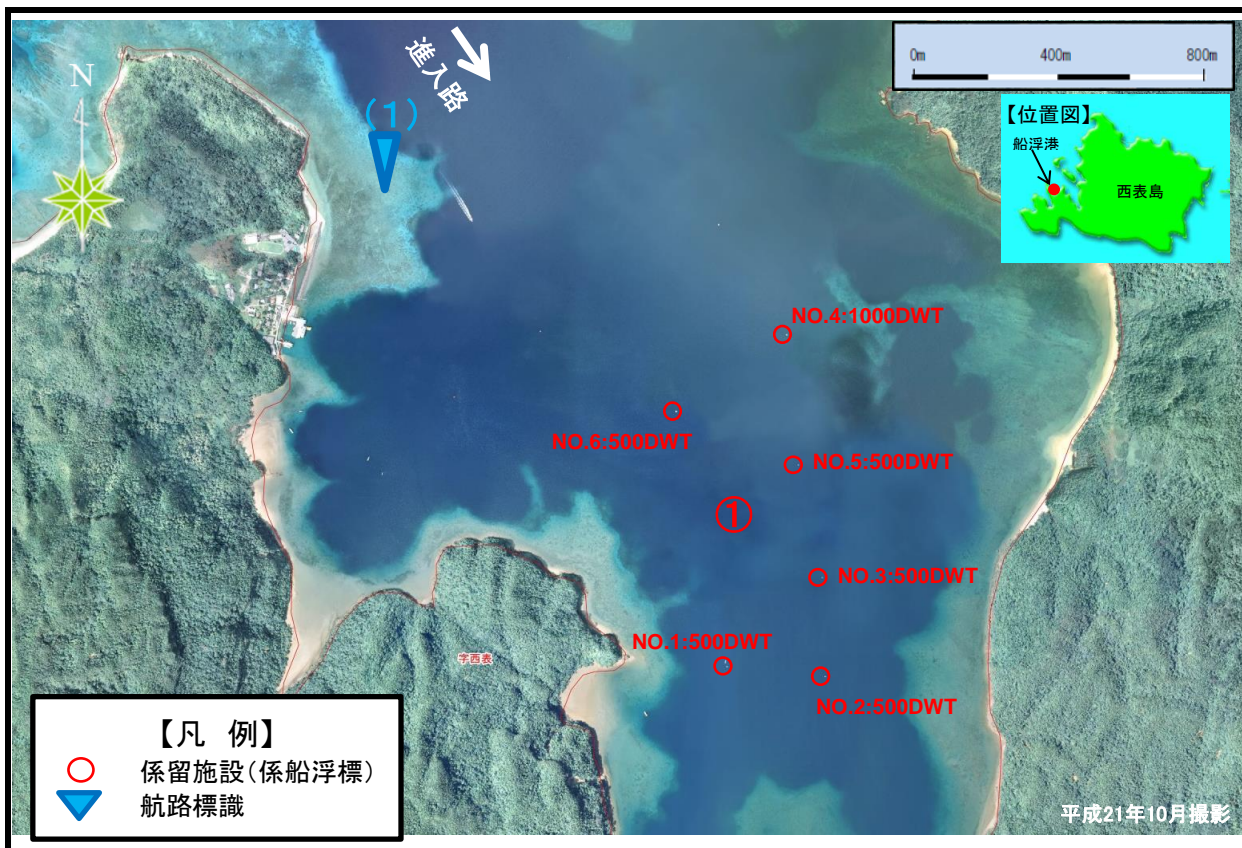 進入路
0m 400m 800m
N
(1)
【位置図】
船浮港
西表島
NO.4:1000DWT
NO.6:500DWT
NO.5:500DWT
①
NO.3:500DWT
NO.1:500DWT
字西表
NO.2:500DWT
【凡 例】
係留施設(係船浮標)
航路標識
平成21年10月撮影